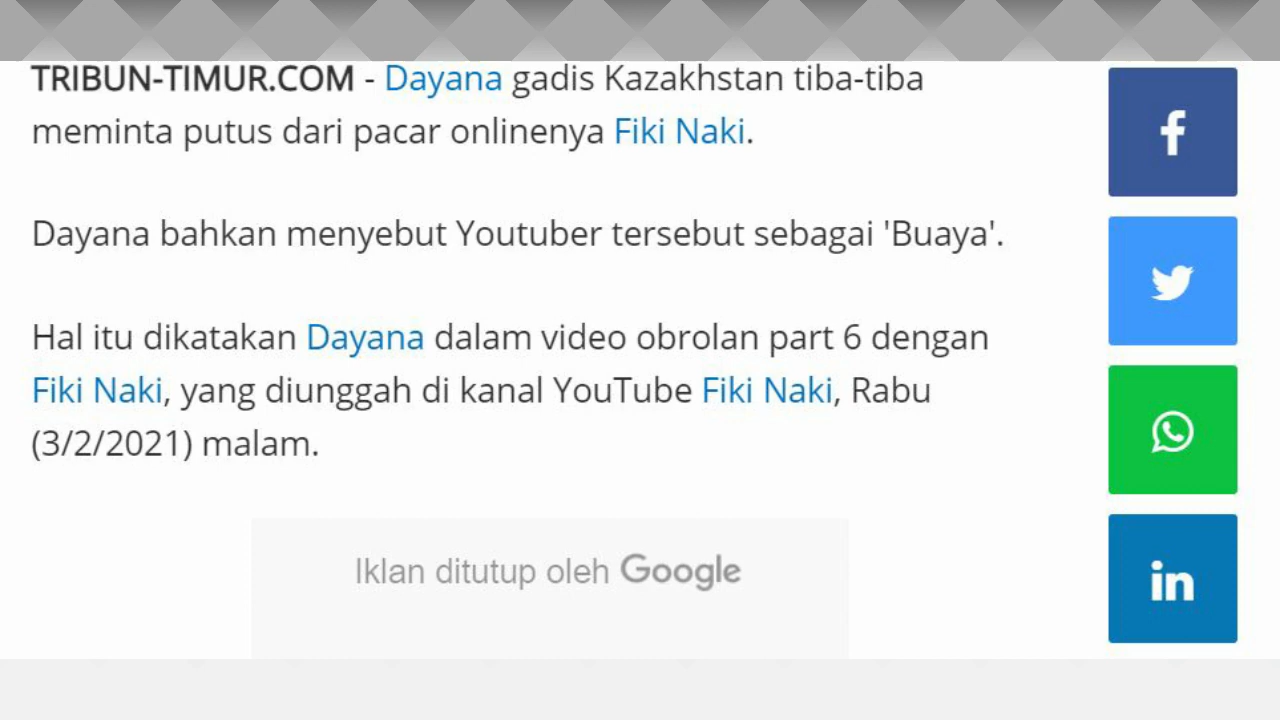 TRIBUN-TIMUR.COM - Dayana gadis Kazakhstan tiba-tiba
meminta putus dari pacar onlinenya Fiki Naki.
Dayana bahkan menyebut Youtuber tersebut sebagai 'Buaya'.
Hal itu dikatakan Dayana dalam video obrolan part 6 dengan
Fiki Naki, yang diunggah di kanal YouTube Fiki Naki, Rabu
(3/2/2021) malam.
Iklan ditutup oleh Google